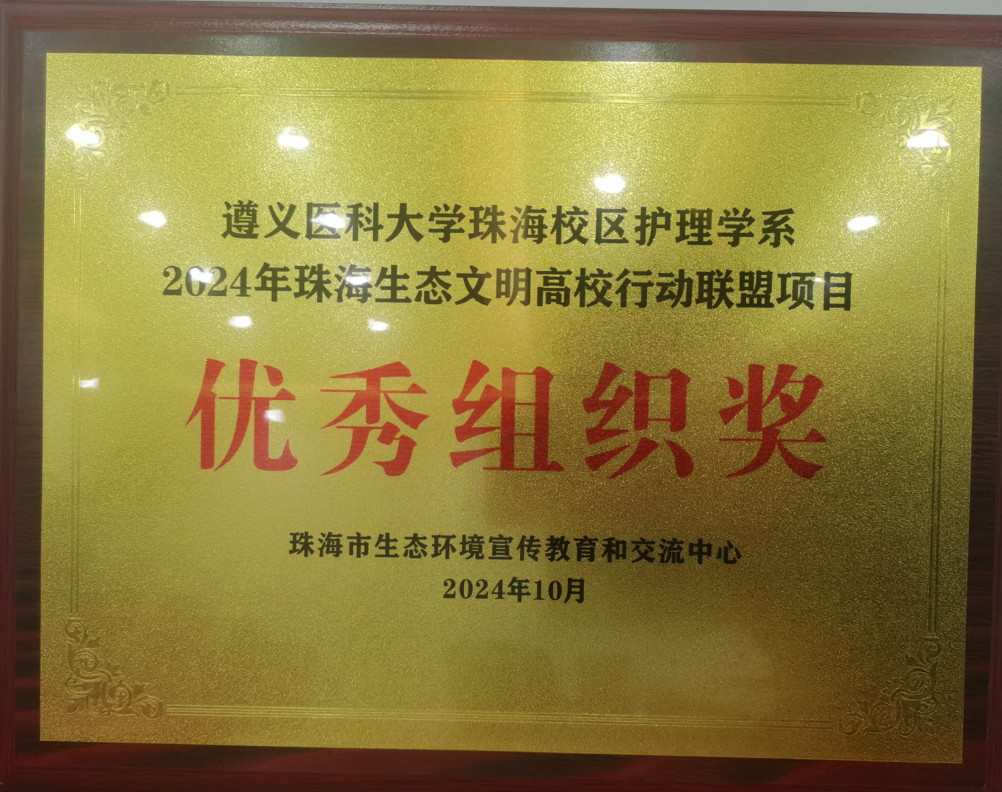 遵义医科大学珠海校区护理学系
2024年珠海生态文明高校行动联盟项目
优秀组织奖
珠海市生态环境宣传教育和交流中心
2024年10月